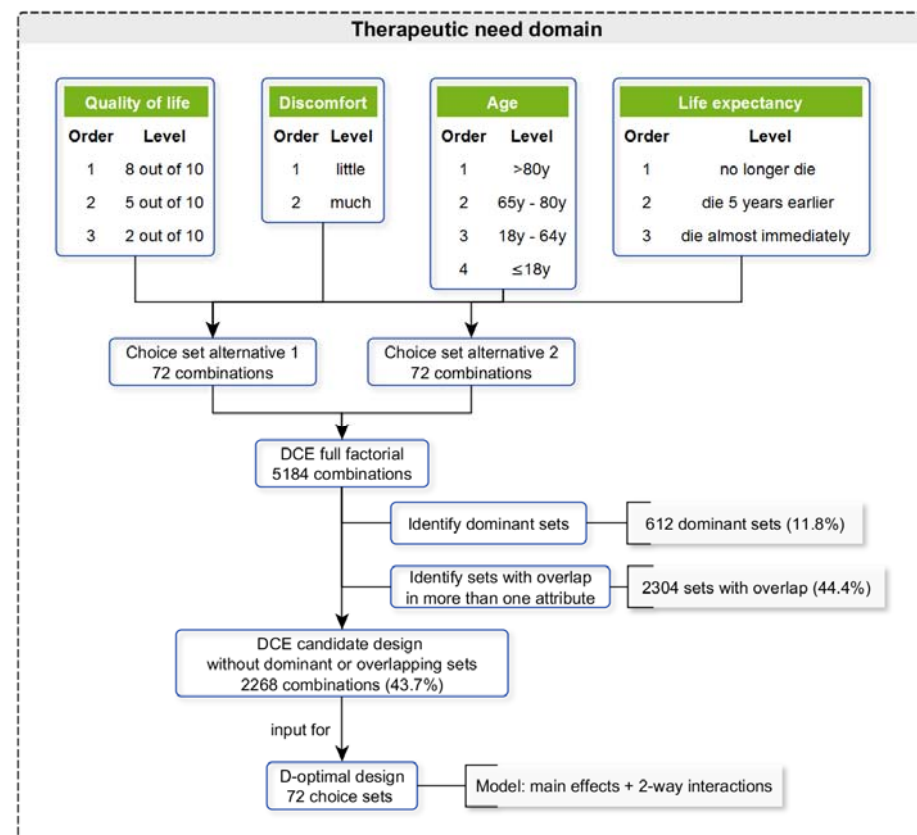 Therapeutic need domain
Quality of life
Order Level
1 8 out of 10
2 5 out of 10
3 2 out of 10
Discomfort
Order Level
1 little
2 much
Age
Order Level
1 >80y
2 65y - 80y
3 18y - 64y
4 ≤18y
Life expectancy
Order Level
1 no longer die
2 die 5 years earlier
3 die almost immediately
Choice set alternative 1
72 combinations
Choice set alternative 2
72 combinations
DCE full factorial
5184 combinations
Identify dominant sets
612 dominant sets (11.8%)
Identify sets with overlap
in more than one attribute
2304 sets with overlap (44.4%)
DCE candidate design
without dominant or overlapping sets
2268 combinations (43.7%)
input for
D-optimal design
72 choice sets
Model: main effects + 2-way interactions